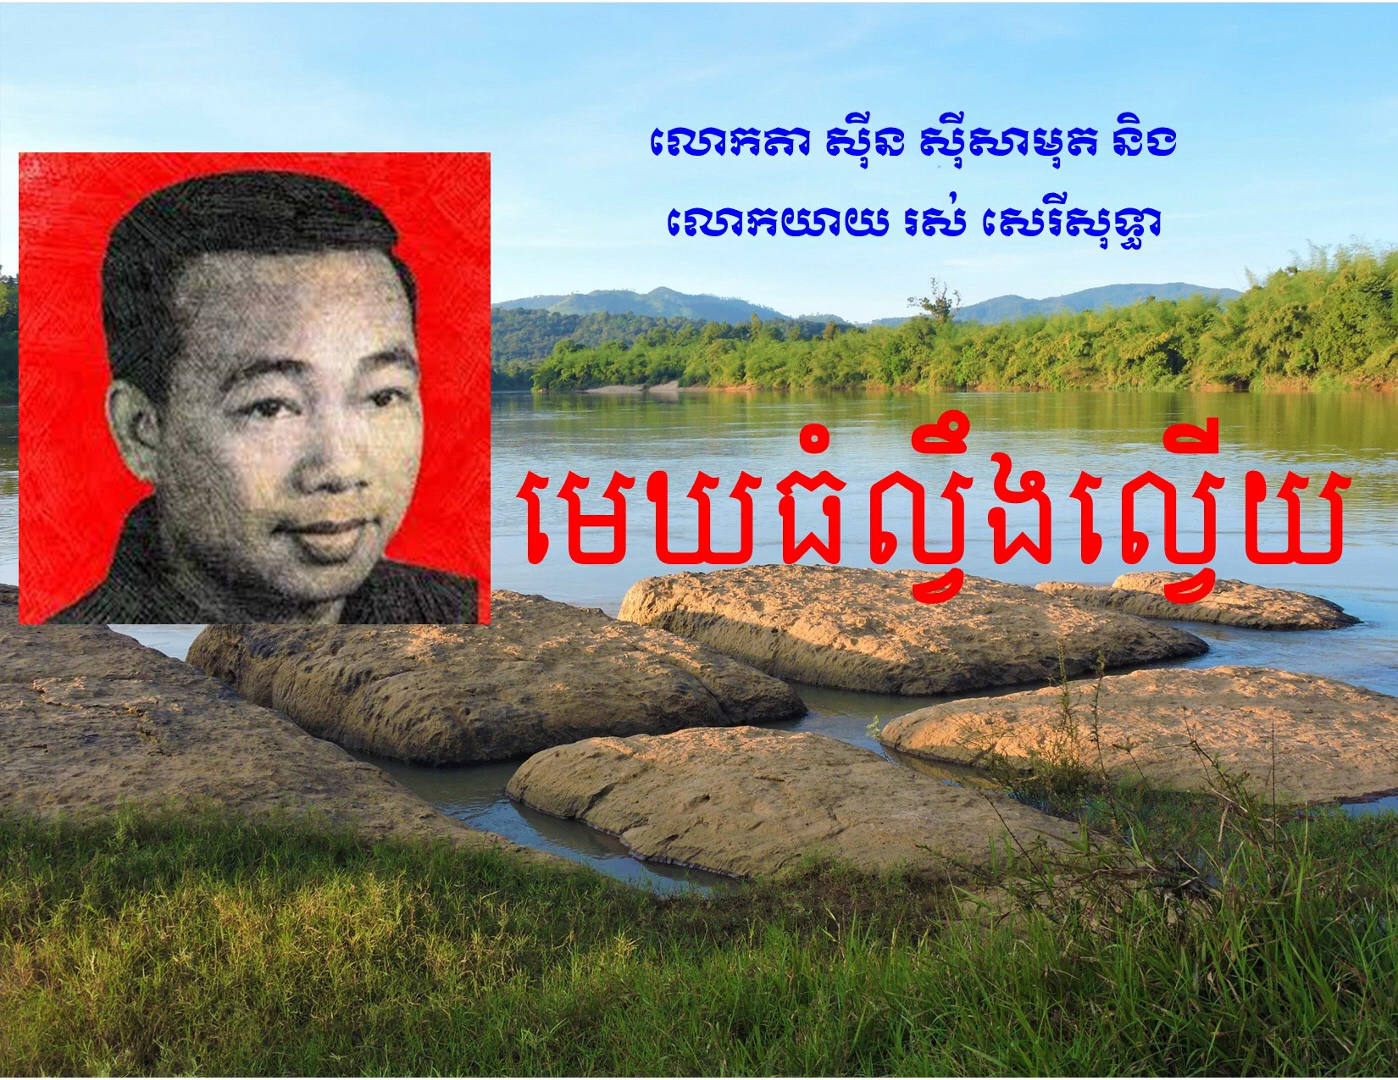 លោកតា ស៊ីន ស៊ីសាមុត និង
លោកយាយ រស់ សេរីសុទ្ធា
មេឃធំល្វឹងល្វើយ